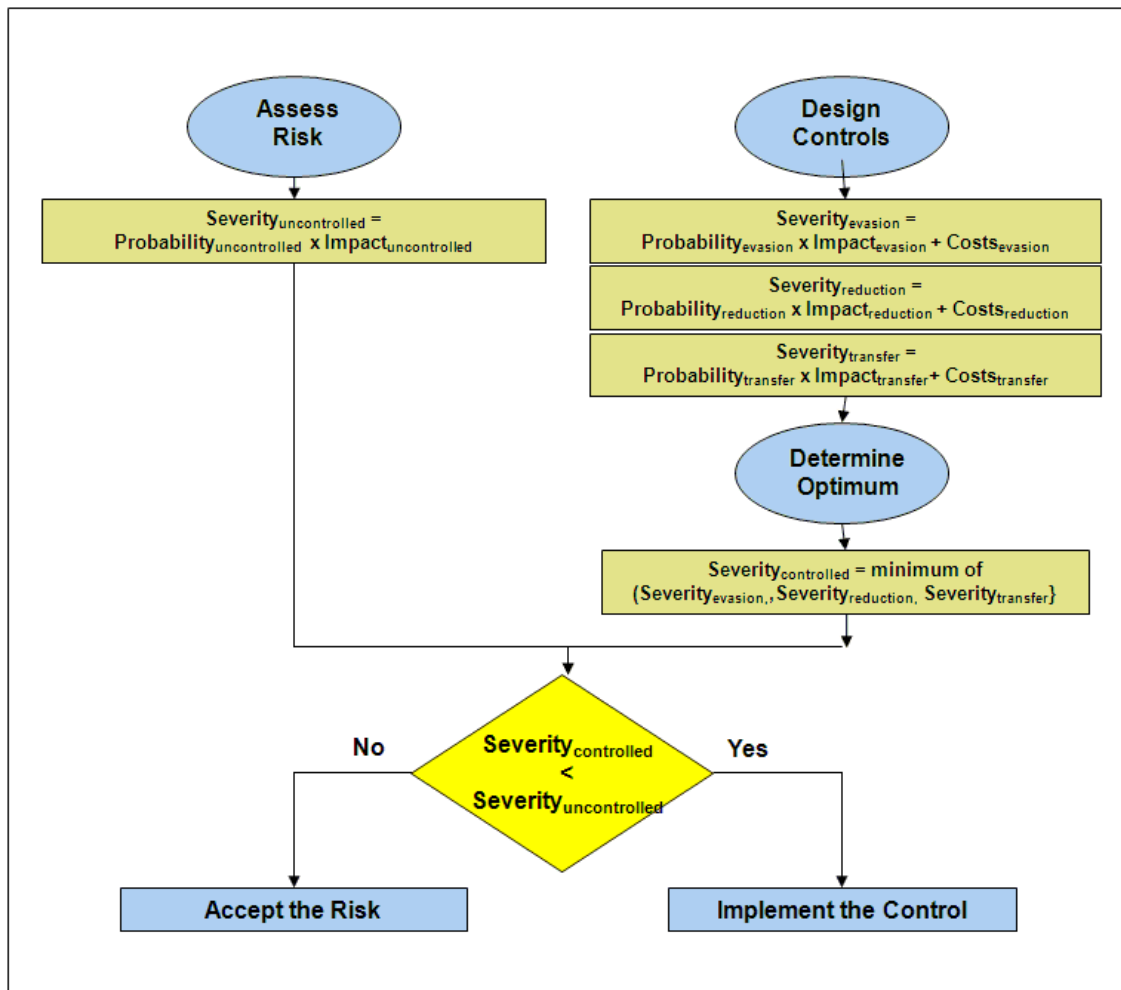 Assess
Risk
Severityuncontrolled =
Probabilityuncontrolled x Impactuncontrolled
Design
Controls
Severityevasion =
Probabilityevasion x Impactevasion + Costsevasion
Severityreduction =
Probabilityreduction x Impactreduction + Costsreduction
Severitytransfer =
Probabilitytransfer x Impacttransfer + Coststransfer
Determine
Optimum
Severitycontrolled = minimum of
(Severityevasion,, Severityreduction, Severitytransfer}
No
Severitycontrolled
<
Severityuncontrolled
Yes
Accept the Risk
Implement the Control